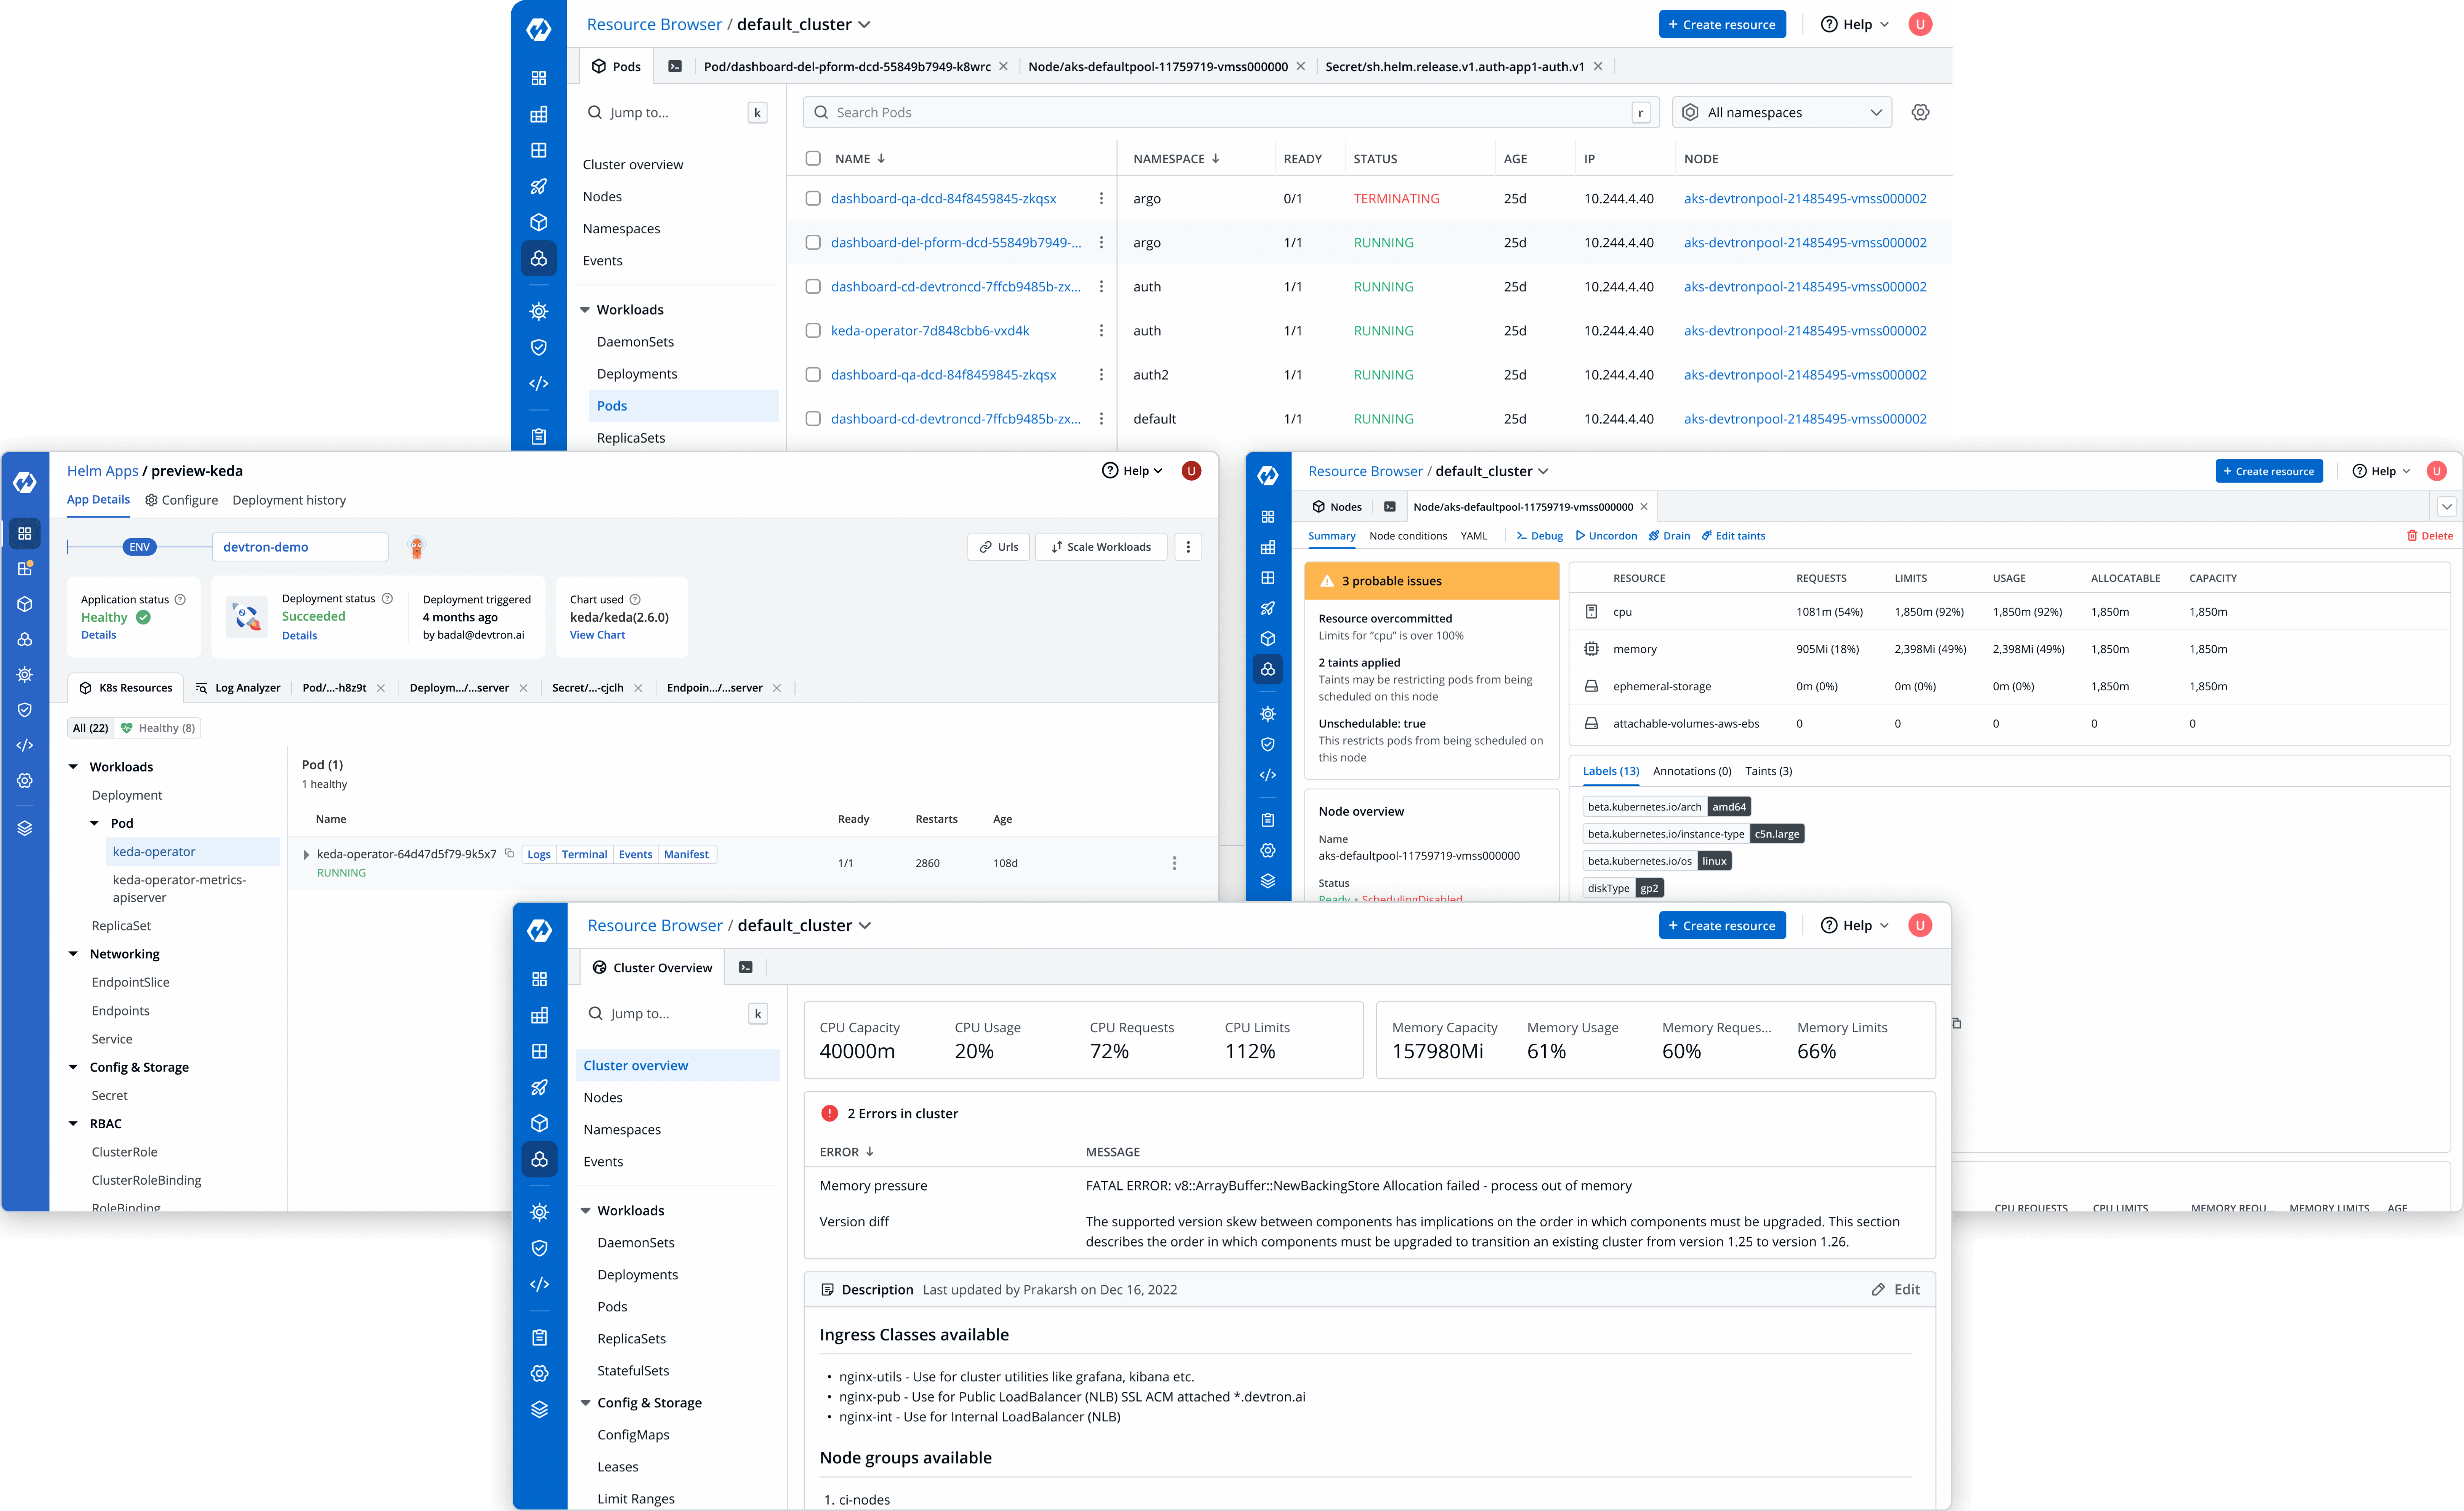 Resource Browser / default_cluster
+ Create resource
Help
U
Pods
Pod/dashboard-del-pform-dcd-55849b7949-k8wrc
Node/aks-defaultpool-11759719-vmss000000
Secret/sh.helm.release.v1.auth-app1-auth.v1
Jump to...
k
Search Pods
r
All namespaces
Cluster overview
Nodes
Namespaces
Events
Workloads
DaemonSets
Deployments
Pods
ReplicaSets
NAME NAMESPACE READY STATUS AGE IP NODE
dashboard-qa-dcd-84f8459845-zkqsx argo 0/1 TERMINATING 25d 10.244.4.40 aks-devtronpool-21485495-vmss000002
dashboard-del-pform-dcd-55849b7949-... argo 1/1 RUNNING 25d 10.244.4.40 aks-devtronpool-21485495-vmss000002
dashboard-cd-devtroncd-7ffcb9485b-zx... auth 1/1 RUNNING 25d 10.244.4.40 aks-devtronpool-21485495-vmss000002
keda-operator-7d848cbb6-vxd4k auth 1/1 RUNNING 25d 10.244.4.40 aks-devtronpool-21485495-vmss000002
dashboard-qa-dcd-84f8459845-zkqsx auth2 1/1 RUNNING 25d 10.244.4.40 aks-devtronpool-21485495-vmss000002
dashboard-cd-devtroncd-7ffcb9485b-zx... default 1/1 RUNNING 25d 10.244.4.40 aks-devtronpool-21485495-vmss000002
Helm Apps / preview-keda
Help
U
App Details
Configure
Deployment history
ENV
devtron-demo
Urls
Scale Workloads
Application status
Healthy
Details
Deployment status
Succeeded
Details
Deployment triggered
4 months ago
by badal@devtron.ai
Chart used
keda/keda(2.6.0)
View Chart
K8s Resources
Log Analyzer
Pod/...-h8z9t
Deploym.../...server
Secret/...-cjclh
Endpoin.../...server
All (22)
Healthy (8)
Workloads
Deployment
Pod
keda-operator
keda-operator-metrics-
apiserver
ReplicaSet
Networking
EndpointSlice
Endpoints
Service
Config & Storage
Secret
RBAC
ClusterRole
ClusterRoleBinding
RoleBinding
Pod (1)
1 healthy
Name Ready Restarts Age
keda-operator-64d47d5f79-9k5x7 Logs Terminal Events Manifest
RUNNING
1/1 2860 108d
Resource Browser / default_cluster
+ Create resource
Help
U
Nodes
Node/aks-defaultpool-11759719-vmss000000
Summary
Node conditions
YAML
Debug
Uncordon
Drain
Edit taints
Delete
3 probable issues
Resource overcommitted
Limits for “cpu” is over 100%
2 taints applied
Taints may be restricting pods from being
scheduled on this node
Unschedulable: true
This restricts pods from being scheduled on
this node
Node overview
Name
aks-defaultpool-11759719-vmss000000
Status
Ready • SchedulingDisabled
RESOURCE REQUESTS LIMITS USAGE ALLOCATABLE CAPACITY
cpu 1081m (54%) 1,850m (92%) 1,850m (92%) 1,850m 1,850m
memory 905Mi (18%) 2,398Mi (49%) 2,398Mi (49%) 1,850m 1,850m
ephemeral-storage 0m (0%) 0m (0%) 0m (0%) 1,850m 1,850m
attachable-volumes-aws-ebs 0 0 0 0 0
Labels (13)
Annotations (0)
Taints (3)
beta.kubernetes.io/arch amd64
beta.kubernetes.io/instance-type c5n.large
beta.kubernetes.io/os linux
diskType gp2
CPU REQUESTS CPU LIMITS MEMORY REQU... MEMORY LIMITS AGE
Resource Browser / default_cluster
+ Create resource
Help
U
Cluster Overview
Jump to...
k
Cluster overview
Nodes
Namespaces
Events
Workloads
DaemonSets
Deployments
Pods
ReplicaSets
StatefulSets
Config & Storage
ConfigMaps
Leases
Limit Ranges
CPU Capacity CPU Usage CPU Requests CPU Limits
40000m 20% 72% 112%
Memory Capacity Memory Usage Memory Reques... Memory Limits
157980Mi 61% 60% 66%
2 Errors in cluster
ERROR MESSAGE
Memory pressure FATAL ERROR: v8::ArrayBuffer::NewBackingStore Allocation failed - process out of memory
Version diff The supported version skew between components has implications on the order in which components must be upgraded. This section
describes the order in which components must be upgraded to transition an existing cluster from version 1.25 to version 1.26.
Description Last updated by Prakarsh on Dec 16, 2022
Edit
Ingress Classes available
• nginx-utils - Use for cluster utilities like grafana, kibana etc.
• nginx-pub - Use for Public LoadBalancer (NLB) SSL ACM attached *.devtron.ai
• nginx-int - Use for Internal LoadBalancer (NLB)
Node groups available
1. ci-nodes